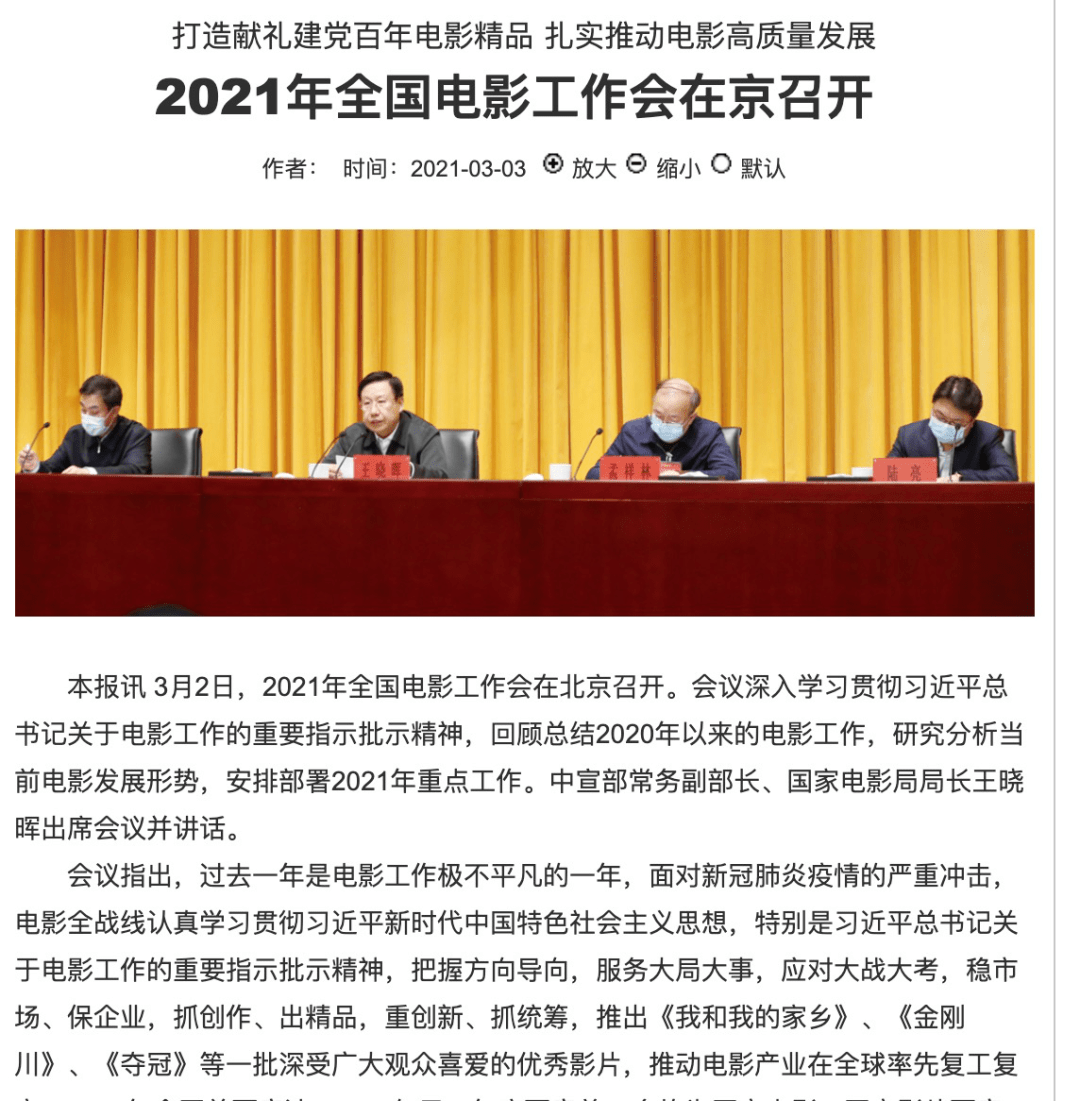 打造献礼建党百年电影精品 扎实推动电影高质量发展
2021年全国电影工作会在京召开
作者： 时间：2021-03-03 放大 缩小 默认
王晓晖 孟祥林 陆亮
本报讯 3月2日，2021年全国电影工作会在北京召开。会议深入学习贯彻习近平总
书记关于电影工作的重要指示批示精神，回顾总结2020年以来的电影工作，研究分析当
前电影发展形势，安排部署2021年重点工作。中宣部常务副部长、国家电影局局长王晓
晖出席会议并讲话。
会议指出，过去一年是电影工作极不平凡的一年，面对新冠肺炎疫情的严重冲击，
电影全战线认真学习贯彻习近平新时代中国特色社会主义思想，特别是习近平总书记关
于电影工作的重要指示批示精神，把握方向导向，服务大局大事，应对大战大考，稳市
场、保企业，抓创作、出精品，重创新、抓统筹，推出《我和我的家乡》、《金刚
川》、《夺冠》等一批深受广大观众喜爱的优秀影片，推动电影产业在全球率先复工复